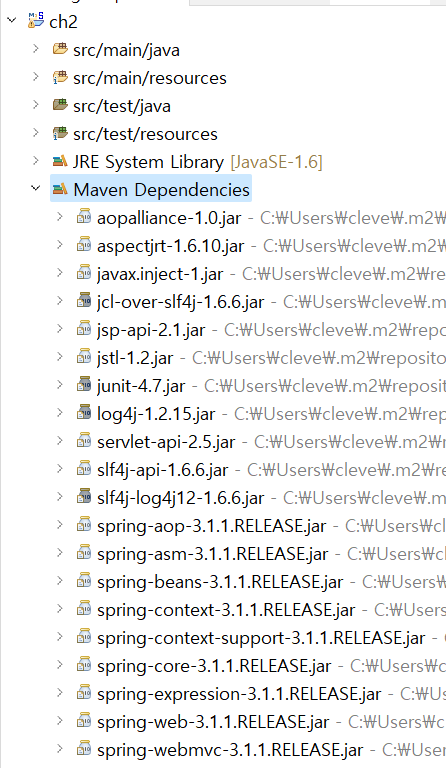 ch2
src/main/java
src/main/resources
src/test/java
src/test/resources
JRE System Library [JavaSE-1.6]
Maven Dependencies
aopalliance-1.0.jar - C:₩Users₩cleve₩.m2₩
aspectjrt-1.6.10.jar - C:₩Users₩cleve₩.m2₩
javax.inject-1.jar - C:₩Users₩cleve₩.m2₩re
jcl-over-slf4j-1.6.6.jar - C:₩Users₩cleve₩.m
jsp-api-2.1.jar - C:₩Users₩cleve₩.m2₩repo
jstl-1.2.jar - C:₩Users₩cleve₩.m2₩reposito
junit-4.7.jar - C:₩Users₩cleve₩.m2₩reposit
log4j-1.2.15.jar - C:₩Users₩cleve₩.m2₩rep
servlet-api-2.5.jar - C:₩Users₩cleve₩.m2₩r
slf4j-api-1.6.6.jar - C:₩Users₩cleve₩.m2₩r
slf4j-log4j12-1.6.6.jar - C:₩Users₩cleve₩.m
spring-aop-3.1.1.RELEASE.jar - C:₩Users₩cl
spring-asm-3.1.1.RELEASE.jar - C:₩Users₩cl
spring-beans-3.1.1.RELEASE.jar - C:₩Users₩
spring-context-3.1.1.RELEASE.jar - C:₩Users
spring-context-support-3.1.1.RELEASE.jar -
spring-core-3.1.1.RELEASE.jar - C:₩Users₩c
spring-expression-3.1.1.RELEASE.jar - C:₩Us
spring-web-3.1.1.RELEASE.jar - C:₩Users₩c
spring-webmvc-3.1.1.RELEASE.jar - C:₩User